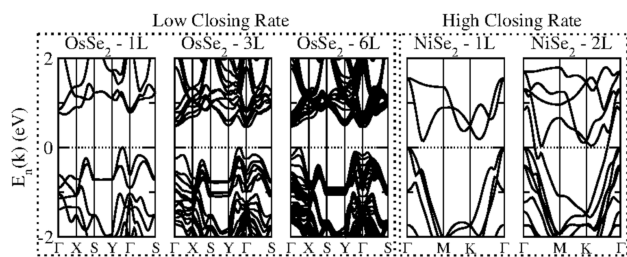 Low Closing Rate High Closing Rate
OsSe2 - 1L OsSe2 - 3L OsSe2 - 6L NiSe2 - 1L NiSe2 - 2L
2
0
-2
En(k) (eV)
Γ X S Y Γ S Γ X S Y Γ S Γ X S Y Γ S Γ M K Γ Γ M K Γ